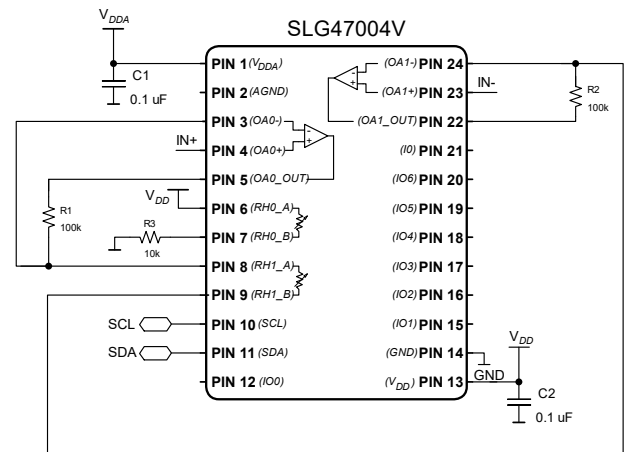 SLG47004V
V_DDA
C1
0.1 uF
PIN 1 (V_DDA)
PIN 2 (AGND)
PIN 3 (OA0-)
IN+
PIN 4 (OA0+)
PIN 5 (OA0_OUT)
R1
100k
V_DD
PIN 6 (RH0_A)
R3
10k
PIN 7 (RH0_B)
PIN 8 (RH1_A)
PIN 9 (RH1_B)
SCL
PIN 10 (SCL)
SDA
PIN 11 (SDA)
PIN 12 (IO0)
(OA1-) PIN 24
(OA1+) PIN 23
IN-
R2
100k
(OA1_OUT) PIN 22
(I0) PIN 21
(IO6) PIN 20
(IO5) PIN 19
(IO4) PIN 18
(IO3) PIN 17
(IO2) PIN 16
(IO1) PIN 15
(GND) PIN 14
GND
V_DD
(V_DD) PIN 13
C2
0.1 uF
- 
+
-
+